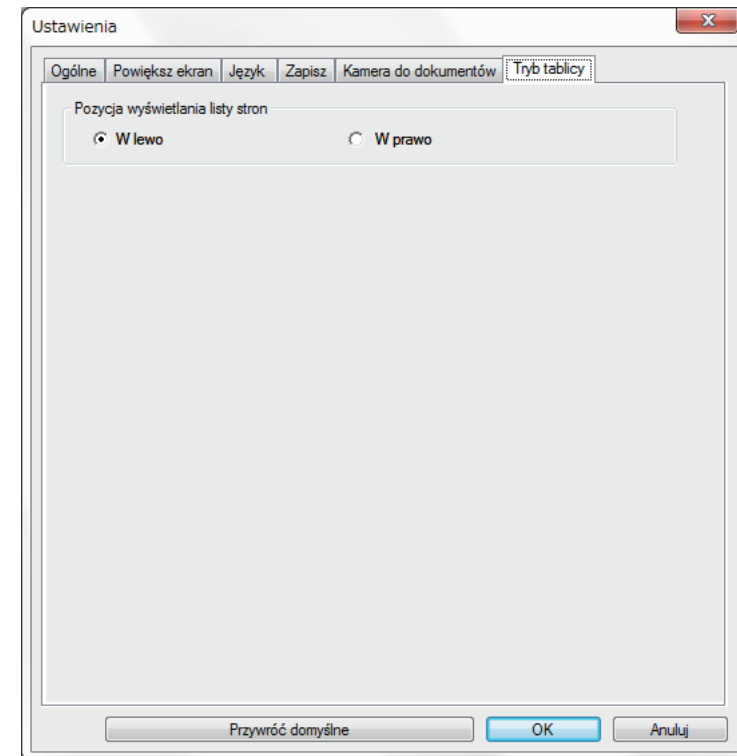 Ustawienia
Ogólne Powiększ ekran Język Zapisz Kamera do dokumentów Tryb tablicy
Pozycja wyświetlania listy stron
W lewo W prawo
Przywróć domyślne OK Anuluj